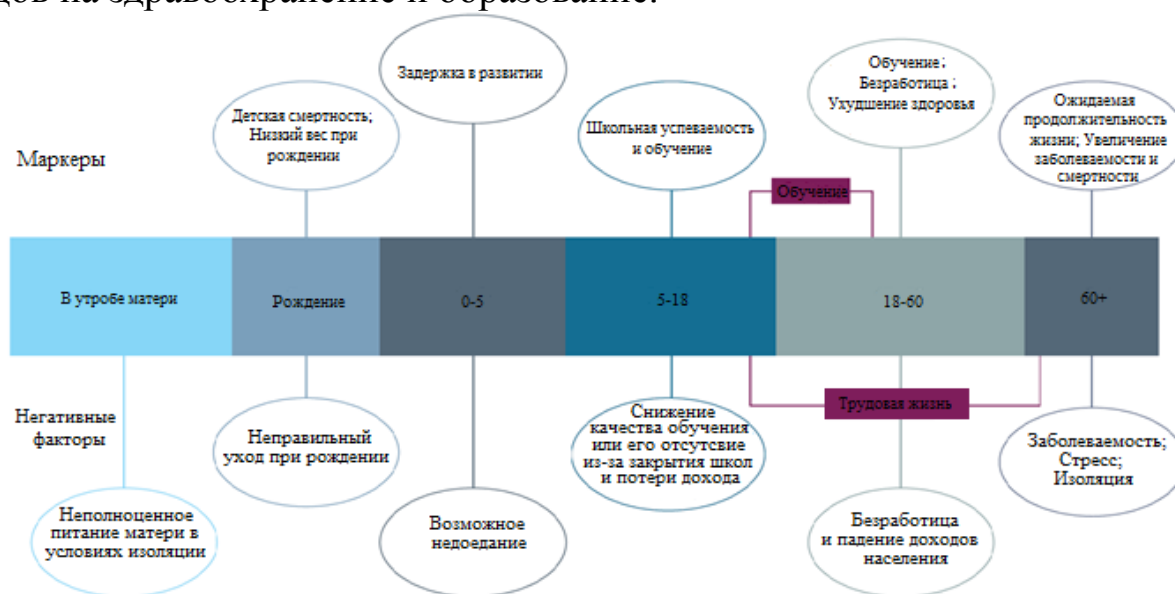 на здравоохранение и образование.
Задержка в развитии
Обучение;
Безработица;
Ухудшение здоровья
Детская смертность;
Низкий вес при
рождении
Школьная успеваемость
и обучение
Ожидаемая
продолжительность
жизни; Увеличение
заболеваемости и
смертности
Маркеры
Обучение
В утробе матери
Рождение
0-5
5-18
18-60
60+
Трудовая жизнь
Негативные
факторы
Неправильный
уход при рождении
Снижение
качества обучения
или его отсутсвие
из-за закрытия школ
и потери дохода
Заболеваемость;
Стресс;
Изоляция
Неполноценное
питание матери в
условиях изоляции
Возможное
недоедание
Безработица
и падение доходов
населения